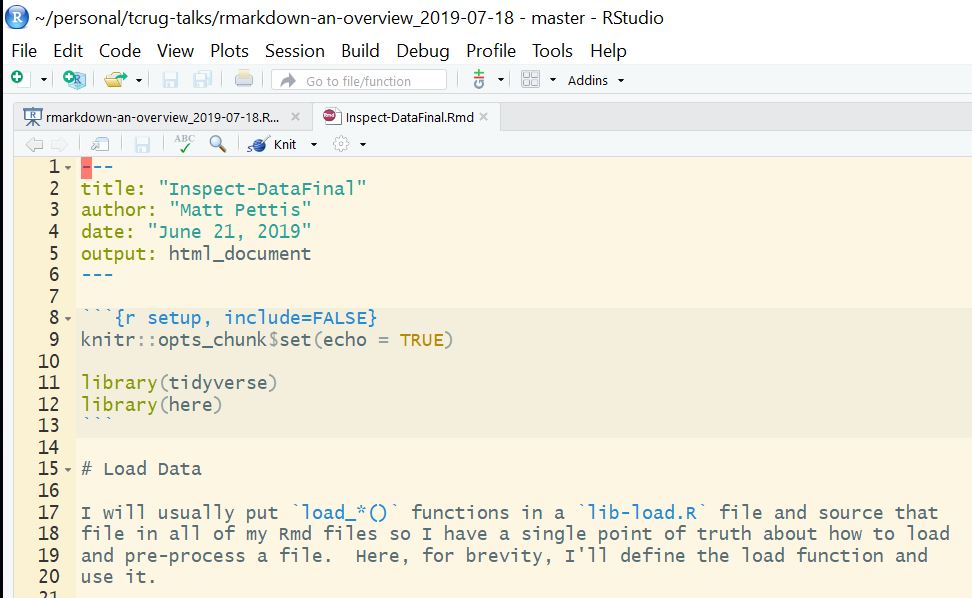 ~/personal/tcrug-talks/rmarkdown-an-overview_2019-07-18 - master - RStudio
File Edit Code View Plots Session Build Debug Profile Tools Help
Go to file/function Addins
rmarkdown-an-overview_2019-07-18.R... Inspect-DataFinal.Rmd
ABC Knit
1 ---
2 title: "Inspect-DataFinal"
3 author: "Matt Pettis"
4 date: "June 21, 2019"
5 output: html_document
6 ---
7
8 ```{r setup, include=FALSE}
9 knitr::opts_chunk$set(echo = TRUE)
10
11 library(tidyverse)
12 library(here)
13 ```
14
15 # Load Data
16
17 I will usually put `load_*()` functions in a `lib-load.R` file and source that
18 file in all of my Rmd files so I have a single point of truth about how to load
19 and pre-process a file.  Here, for brevity, I'll define the load function and
20 use it.
21